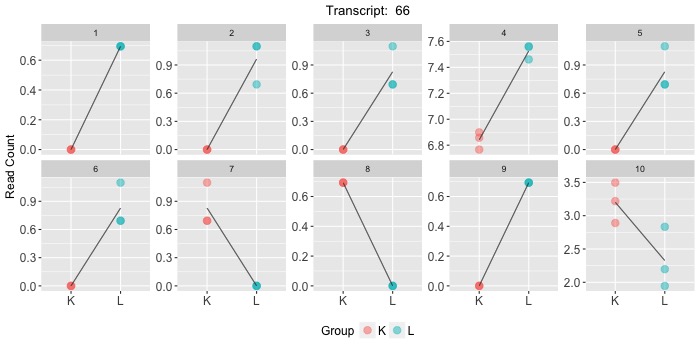 Transcript: 66
1 2 3 4 5
0.6 0.4 0.2 0.0
0.9 0.6 0.3 0.0
0.9 0.6 0.3 0.0
7.6 7.4 7.2 7.0 6.8
0.9 0.6 0.3 0.0
Read Count
6 7 8 9 10
0.9 0.6 0.3 0.0
0.9 0.6 0.3 0.0
0.6 0.4 0.2 0.0
0.6 0.4 0.2 0.0
3.5 3.0 2.5 2.0
K L K L K L K L K L
Group K L